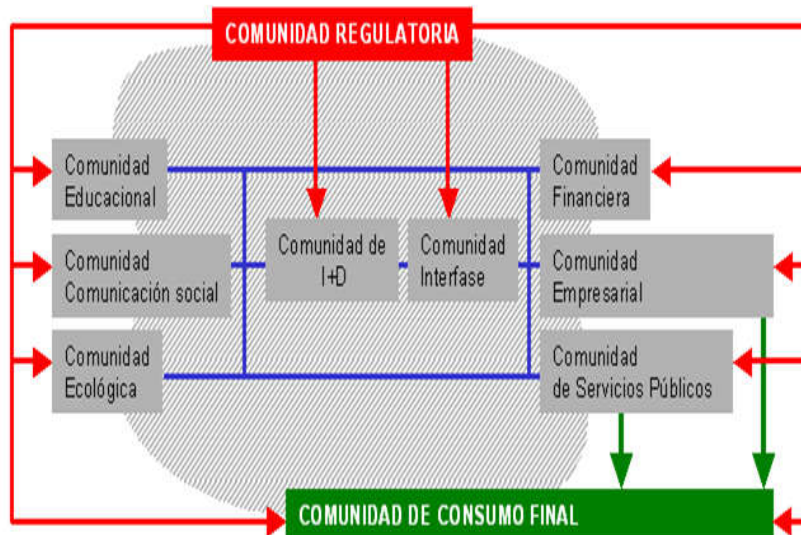 COMUNIDAD REGULATORIA
Comunidad
Educacional
Comunidad
Financiera
Comunidad
Comunicación social
Comunidad de
I+D
Comunidad
Interfase
Comunidad
Empresarial
Comunidad
Ecológica
Comunidad
de Servicios Públicos
COMUNIDAD DE CONSUMO FINAL